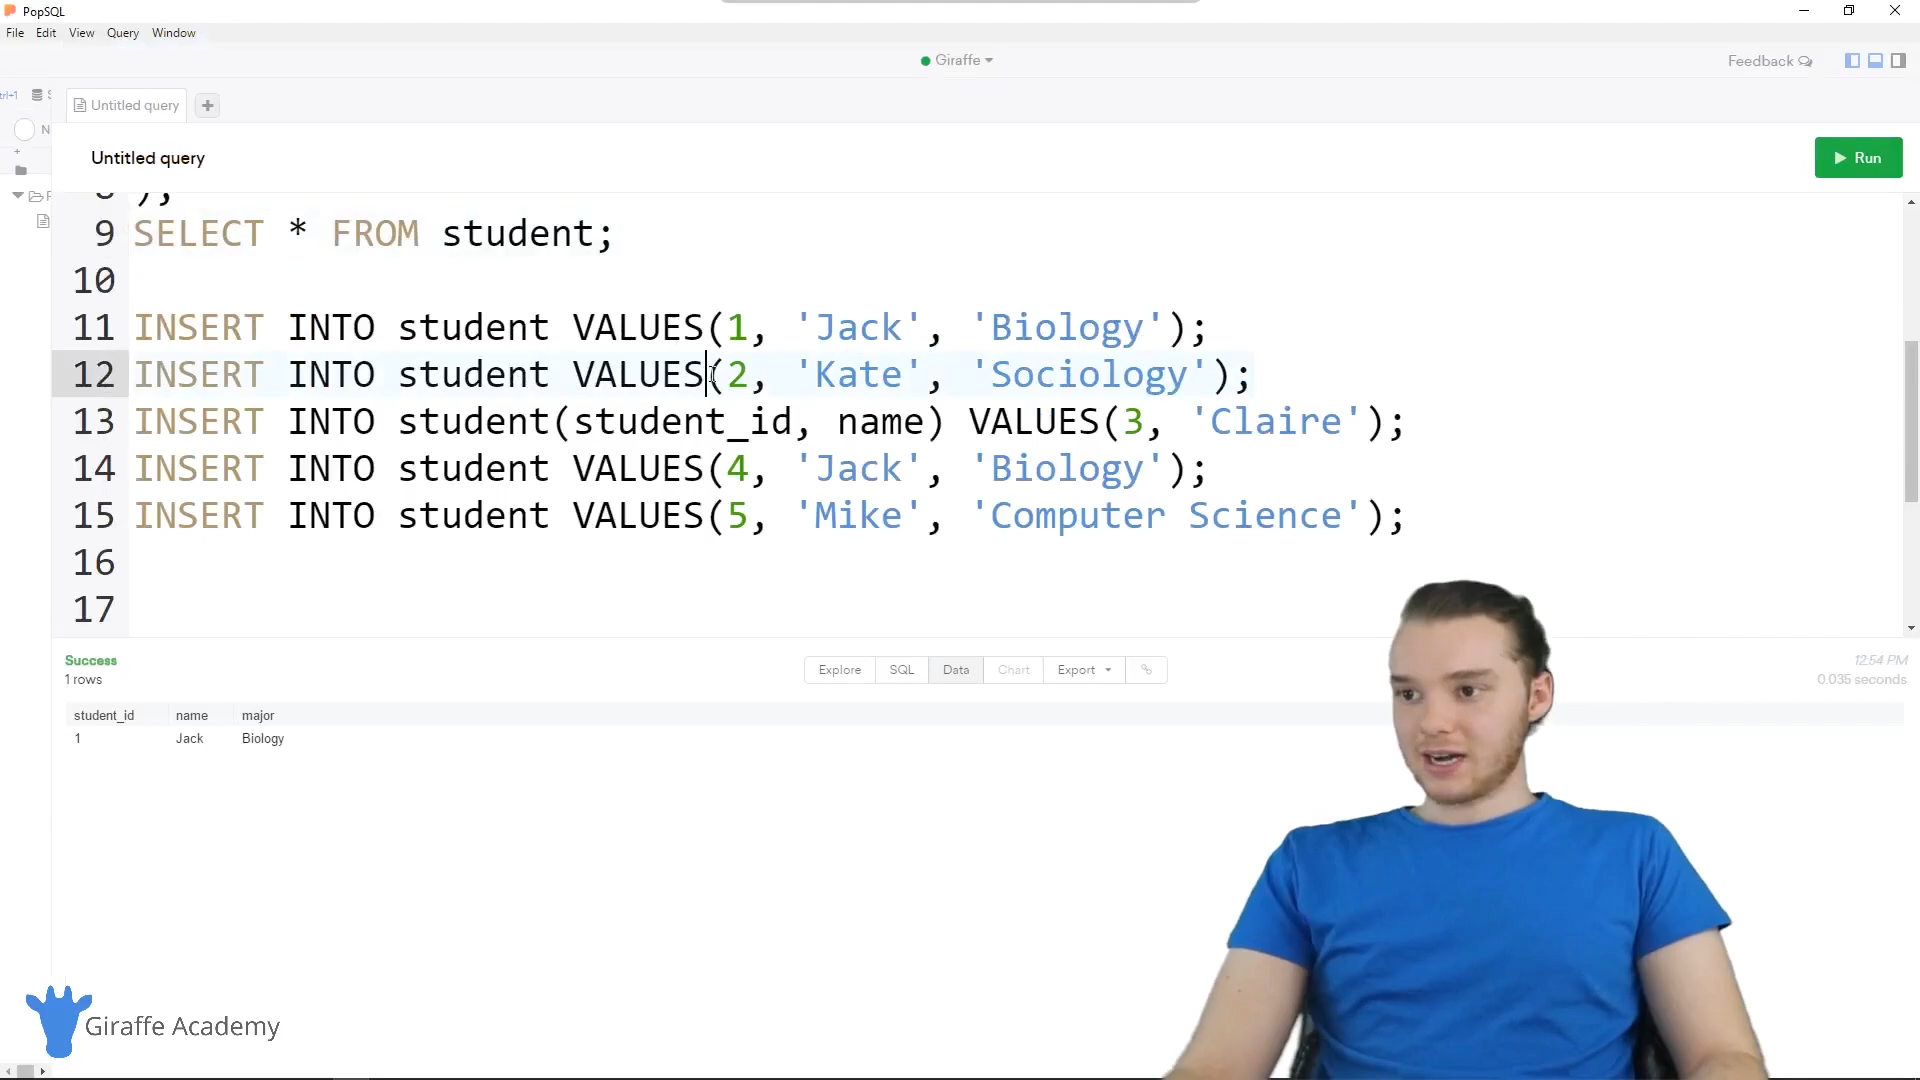 PopSQL
File Edit View Query Window
Giraffe
Feedback
Untitled query
Untitled query
Run
9 SELECT * FROM student;
10
11 INSERT INTO student VALUES(1, 'Jack', 'Biology');
12 INSERT INTO student VALUES(2, 'Kate', 'Sociology');
13 INSERT INTO student(student_id, name) VALUES(3, 'Claire');
14 INSERT INTO student VALUES(4, 'Jack', 'Biology');
15 INSERT INTO student VALUES(5, 'Mike', 'Computer Science');
16
17
Success
1 rows
Explore SQL Data Chart Export
12:54 PM
0.035 seconds
student_id name major
1 Jack Biology
Giraffe Academy